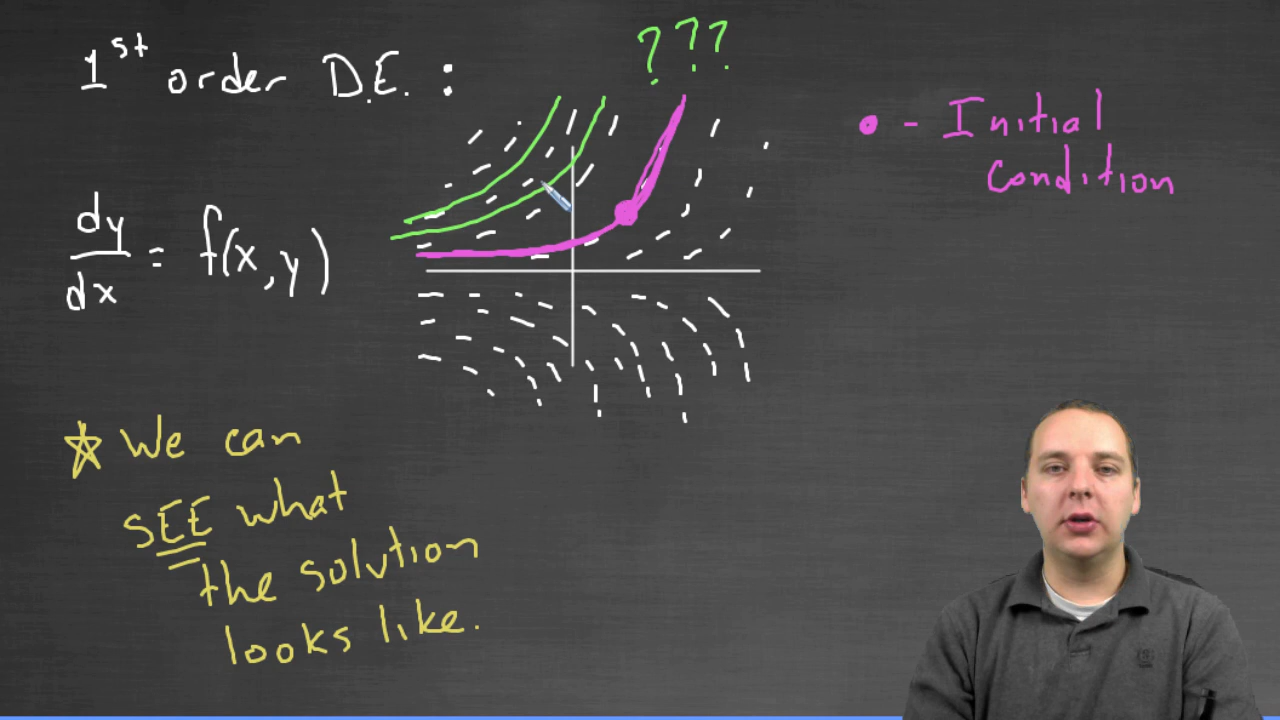 1st order D.E. :
???
• - Initial
condition
dy/dx = f(x,y)
☆ We can
SEE what
the solution
looks like.